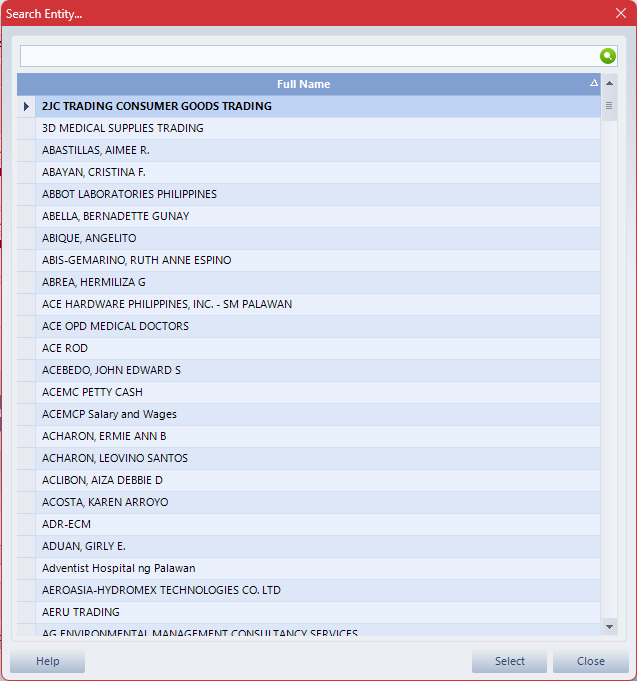 Search Entity...
Full Name
2JC TRADING CONSUMER GOODS TRADING
3D MEDICAL SUPPLIES TRADING
ABASTILLAS, AIMEE R.
ABAYAN, CRISTINA F.
ABBOT LABORATORIES PHILIPPINES
ABELLA, BERNADETTE GUNAY
ABIQUE, ANGELITO
ABIS-GEMARINO, RUTH ANNE ESPINO
ABREA, HERMILIZA G
ACE HARDWARE PHILIPPINES, INC. - SM PALAWAN
ACE OPD MEDICAL DOCTORS
ACE ROD
ACEBEDO, JOHN EDWARD S
ACEMC PETTY CASH
ACEMCP Salary and Wages
ACHARON, ERMIE ANN B
ACHARON, LEOVINO SANTOS
ACLIBON, AIZA DEBBIE D
ACOSTA, KAREN ARROYO
ADR-ECM
ADUAN, GIRLY E.
Adventist Hospital ng Palawan
AEROASIA-HYDROMEX TECHNOLOGIES CO. LTD
AERU TRADING
AG ENVIRONMENTAL MANAGEMENT CONSULTANCY SERVICES
Help
Select
Close